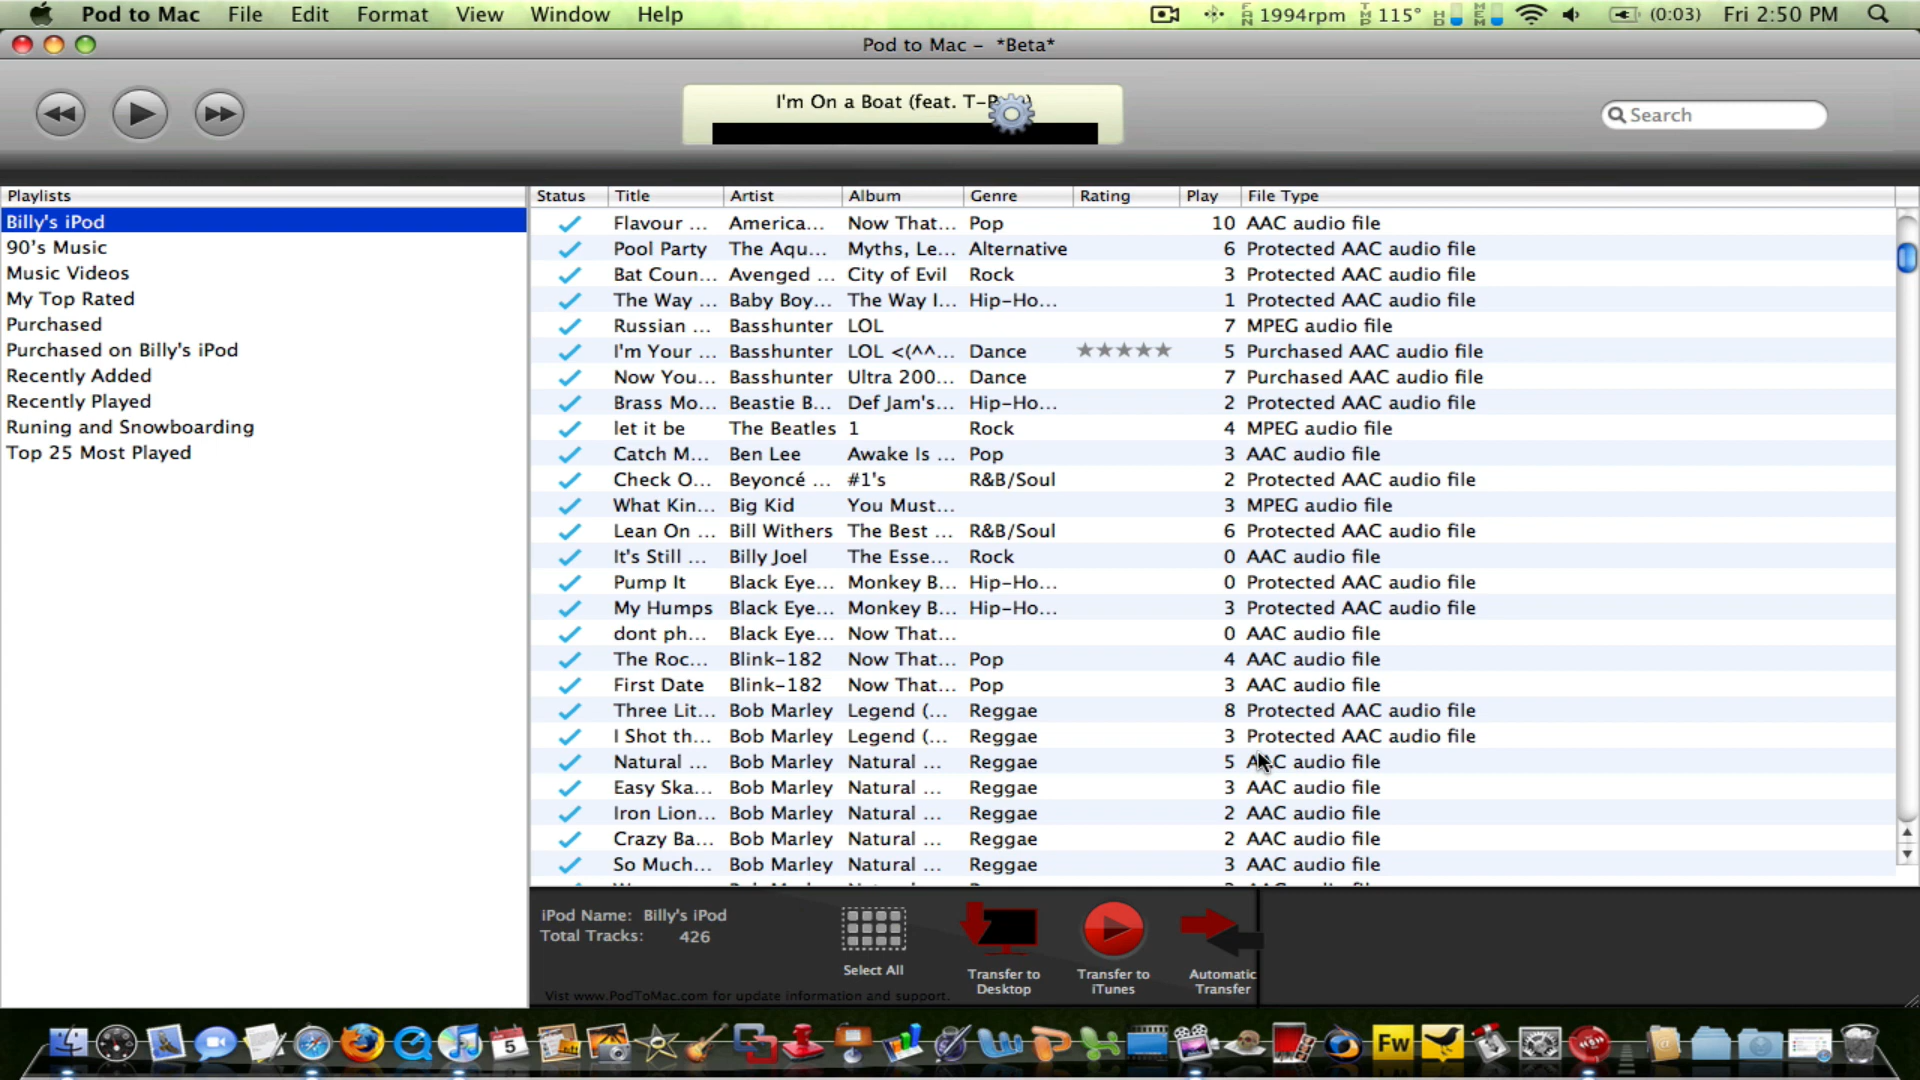 Pod to Mac File Edit Format View Window Help 1994rpm 115° (0:03) Fri 2:50 PM
Pod to Mac – *Beta*
I'm On a Boat (feat. T-P
Search
Playlists
Billy's iPod
90's Music
Music Videos
My Top Rated
Purchased
Purchased on Billy's iPod
Recently Added
Recently Played
Runing and Snowboarding
Top 25 Most Played
Status Title Artist Album Genre Rating Play File Type
Flavour ... America... Now That... Pop 10 AAC audio file
Pool Party The Aqu... Myths, Le... Alternative 6 Protected AAC audio file
Bat Coun... Avenged ... City of Evil Rock 3 Protected AAC audio file
The Way ... Baby Boy... The Way I... Hip-Ho... 1 Protected AAC audio file
Russian ... Basshunter LOL 7 MPEG audio file
I'm Your ... Basshunter LOL <(^^... Dance ★★★★★ 5 Purchased AAC audio file
Now You... Basshunter Ultra 200... Dance 7 Purchased AAC audio file
Brass Mo... Beastie B... Def Jam's... Hip-Ho... 2 Protected AAC audio file
let it be The Beatles 1 Rock 4 MPEG audio file
Catch M... Ben Lee Awake Is ... Pop 3 AAC audio file
Check O... Beyoncé ... #1's R&B/Soul 2 Protected AAC audio file
What Kin... Big Kid You Must... 3 MPEG audio file
Lean On ... Bill Withers The Best ... R&B/Soul 6 Protected AAC audio file
It's Still ... Billy Joel The Esse... Rock 0 AAC audio file
Pump It Black Eye... Monkey B... Hip-Ho... 0 Protected AAC audio file
My Humps Black Eye... Monkey B... Hip-Ho... 3 Protected AAC audio file
dont ph... Black Eye... Now That... 0 AAC audio file
The Roc... Blink-182 Now That... Pop 4 AAC audio file
First Date Blink-182 Now That... Pop 3 AAC audio file
Three Lit... Bob Marley Legend (... Reggae 8 Protected AAC audio file
I Shot th... Bob Marley Legend (... Reggae 3 Protected AAC audio file
Natural ... Bob Marley Natural ... Reggae 5 AAC audio file
Easy Ska... Bob Marley Natural ... Reggae 3 AAC audio file
Iron Lion... Bob Marley Natural ... Reggae 2 AAC audio file
Crazy Ba... Bob Marley Natural ... Reggae 2 AAC audio file
So Much... Bob Marley Natural ... Reggae 3 AAC audio file
iPod Name: Billy's iPod
Total Tracks: 426
Select All
Transfer to Desktop
Transfer to iTunes
Automatic Transfer
Vist www.PodToMac.com for update information and support.
5
Fw